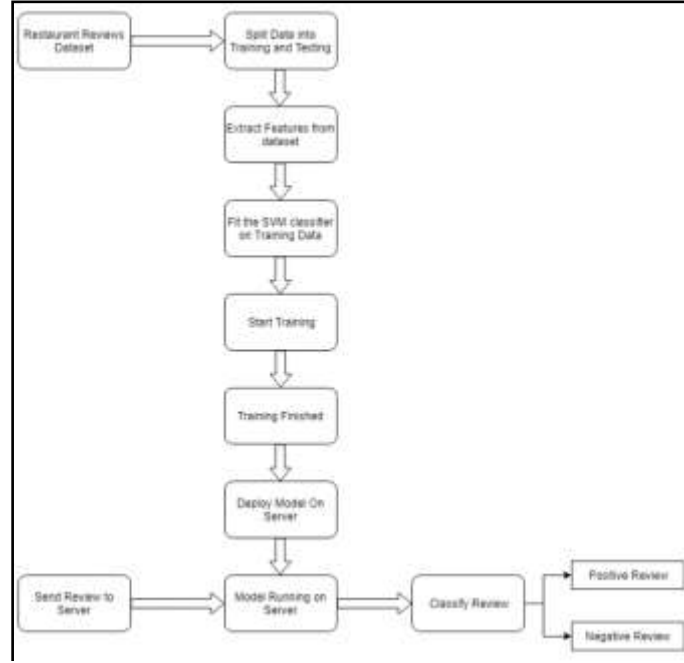 Restaurant Reviews
Dataset
Split Data into
Training and Testing
Extract Features from
dataset
Fit the SVM classifier
on Training Data
Start Training
Training Finished
Deploy Model On
Server
Send Review to
Server
Model Running on
Server
Classify Review
Positive Review
Negative Review